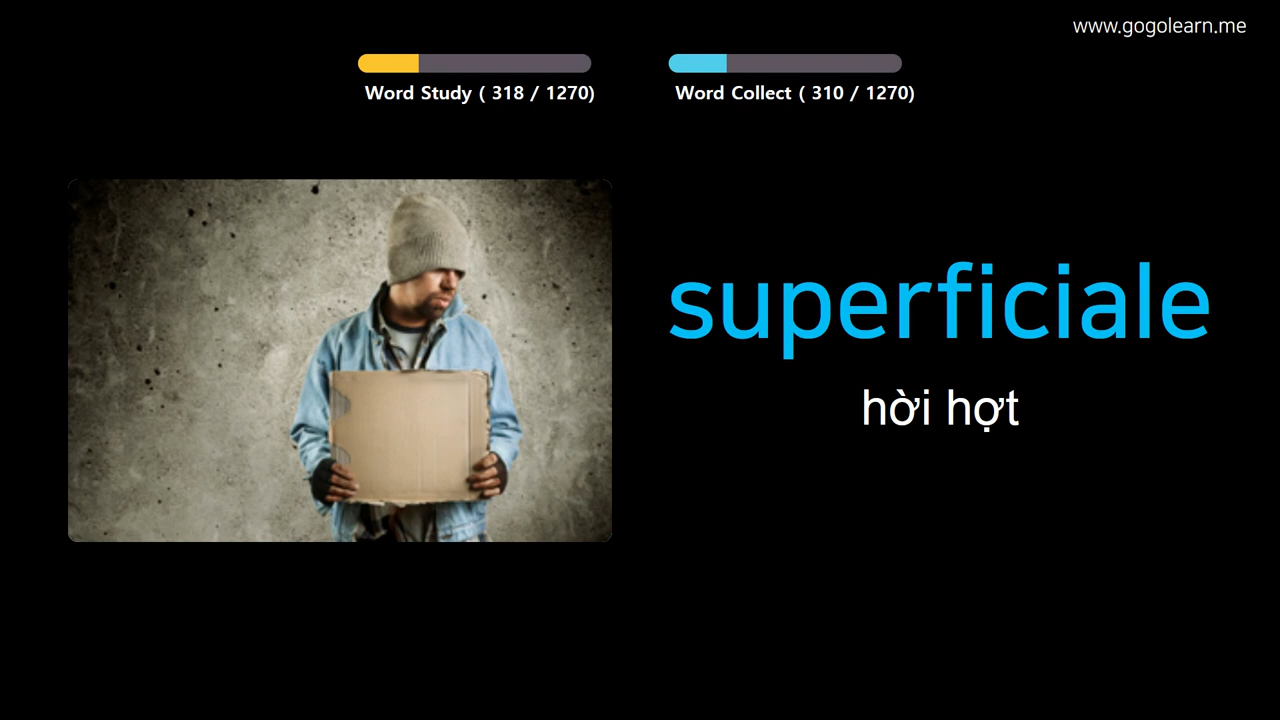 www.gogolearn.me
Word Study ( 318 / 1270)
Word Collect ( 310 / 1270)
superficiale
hời hợt